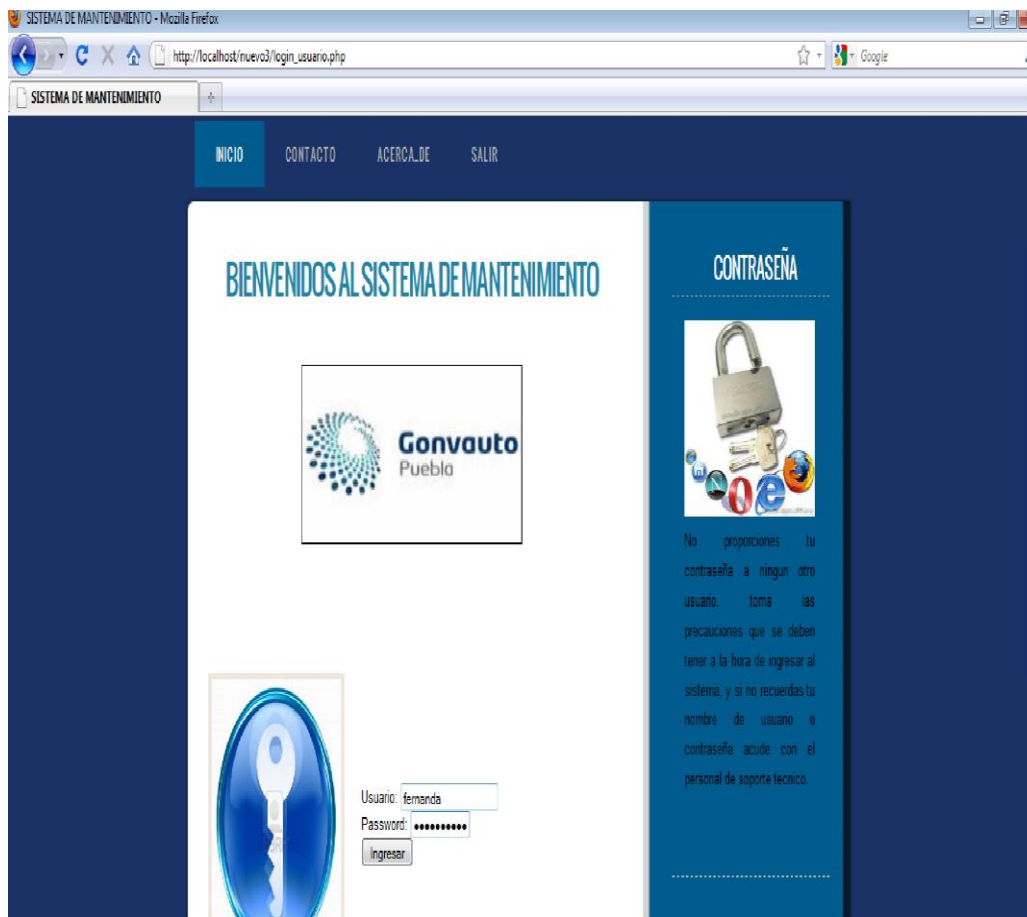 SISTEMA DE MANTENIMIENTO - Mozilla Firefox
http://localhost/nuevo3/login_usuario.php
Google
SISTEMA DE MANTENIMIENTO
INICIO CONTACTO ACERCA_DE SALIR
BIENVENIDOS AL SISTEMA DE MANTENIMIENTO
Gonvauto
Puebla
Usuario: fernanda
Password: ••••••••••
Ingresar
CONTRASEÑA
No proporciones tu
contraseña a ningun otro
usuario, toma las
precauciones que se deben
tener a la hora de ingresar al
sistema, y si no recuerdas tu
nombre de usuario o
contraseña acude con el
personal de soporte tecnico.